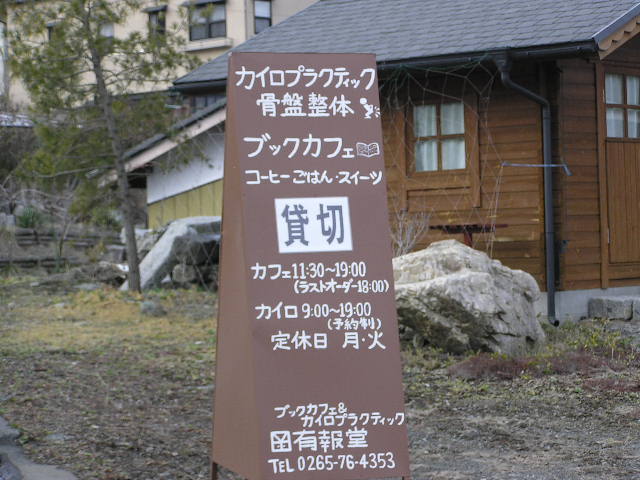 カイロプラクティック
骨盤整体
ブックカフェ
コーヒーごはん・スイーツ
貸切
カフェ11:30~19:00
(ラストオーダー18:00)
カイロ 9:00~19:00
(予約制)
定休日 月・火
ブックカフェ&
カイロプラクティック
有報堂
TEL 0265-76-4353